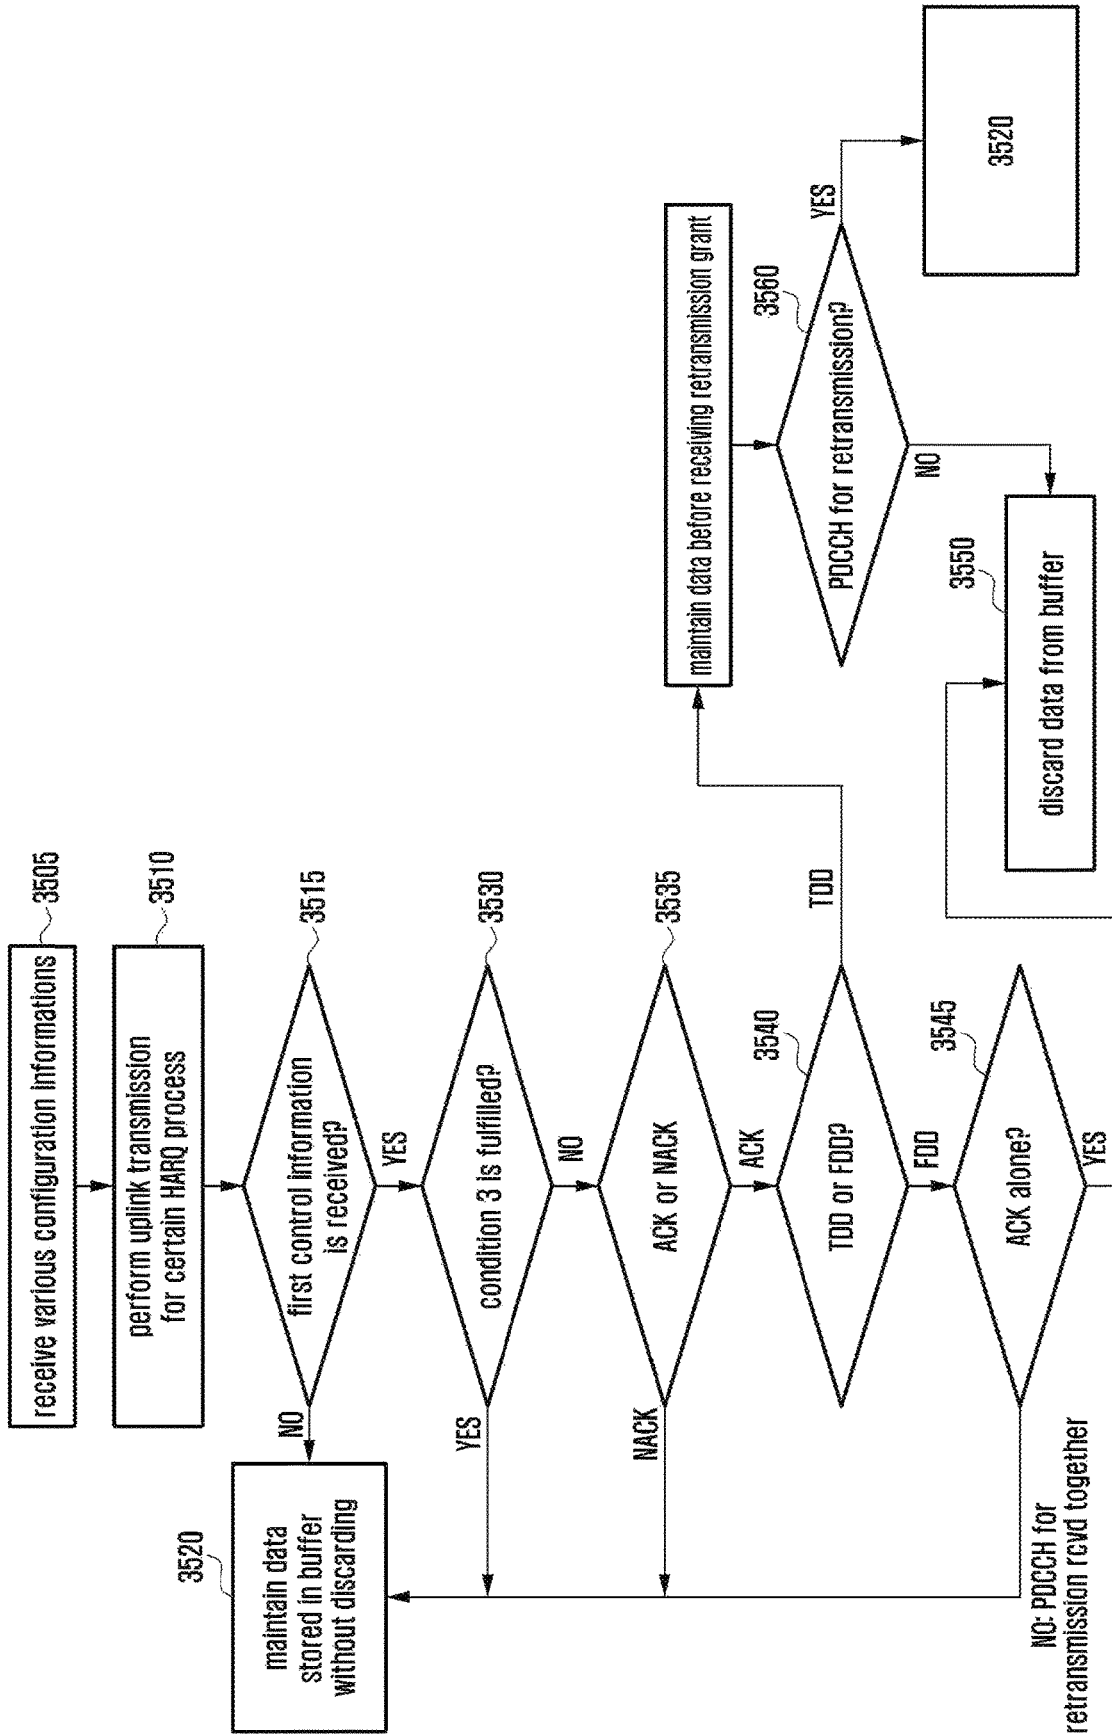 receive various configuration informations
3505
perform uplink transmission
for certain HARQ process
3510
first control information
is received?
3515
NO
YES
3520
maintain data
stored in buffer
without discarding
condition 3 is fulfilled?
3530
YES
NO
ACK or NACK
3535
NACK
ACK
TDD or FDD?
3540
TDD
FDD
ACK alone?
3545
YES
NO: PDCCH for
retransmission rcvd together
maintain data before receiving retransmission grant
PDCCH for retransmission?
3560
YES
NO
3520
3550
discard data from buffer